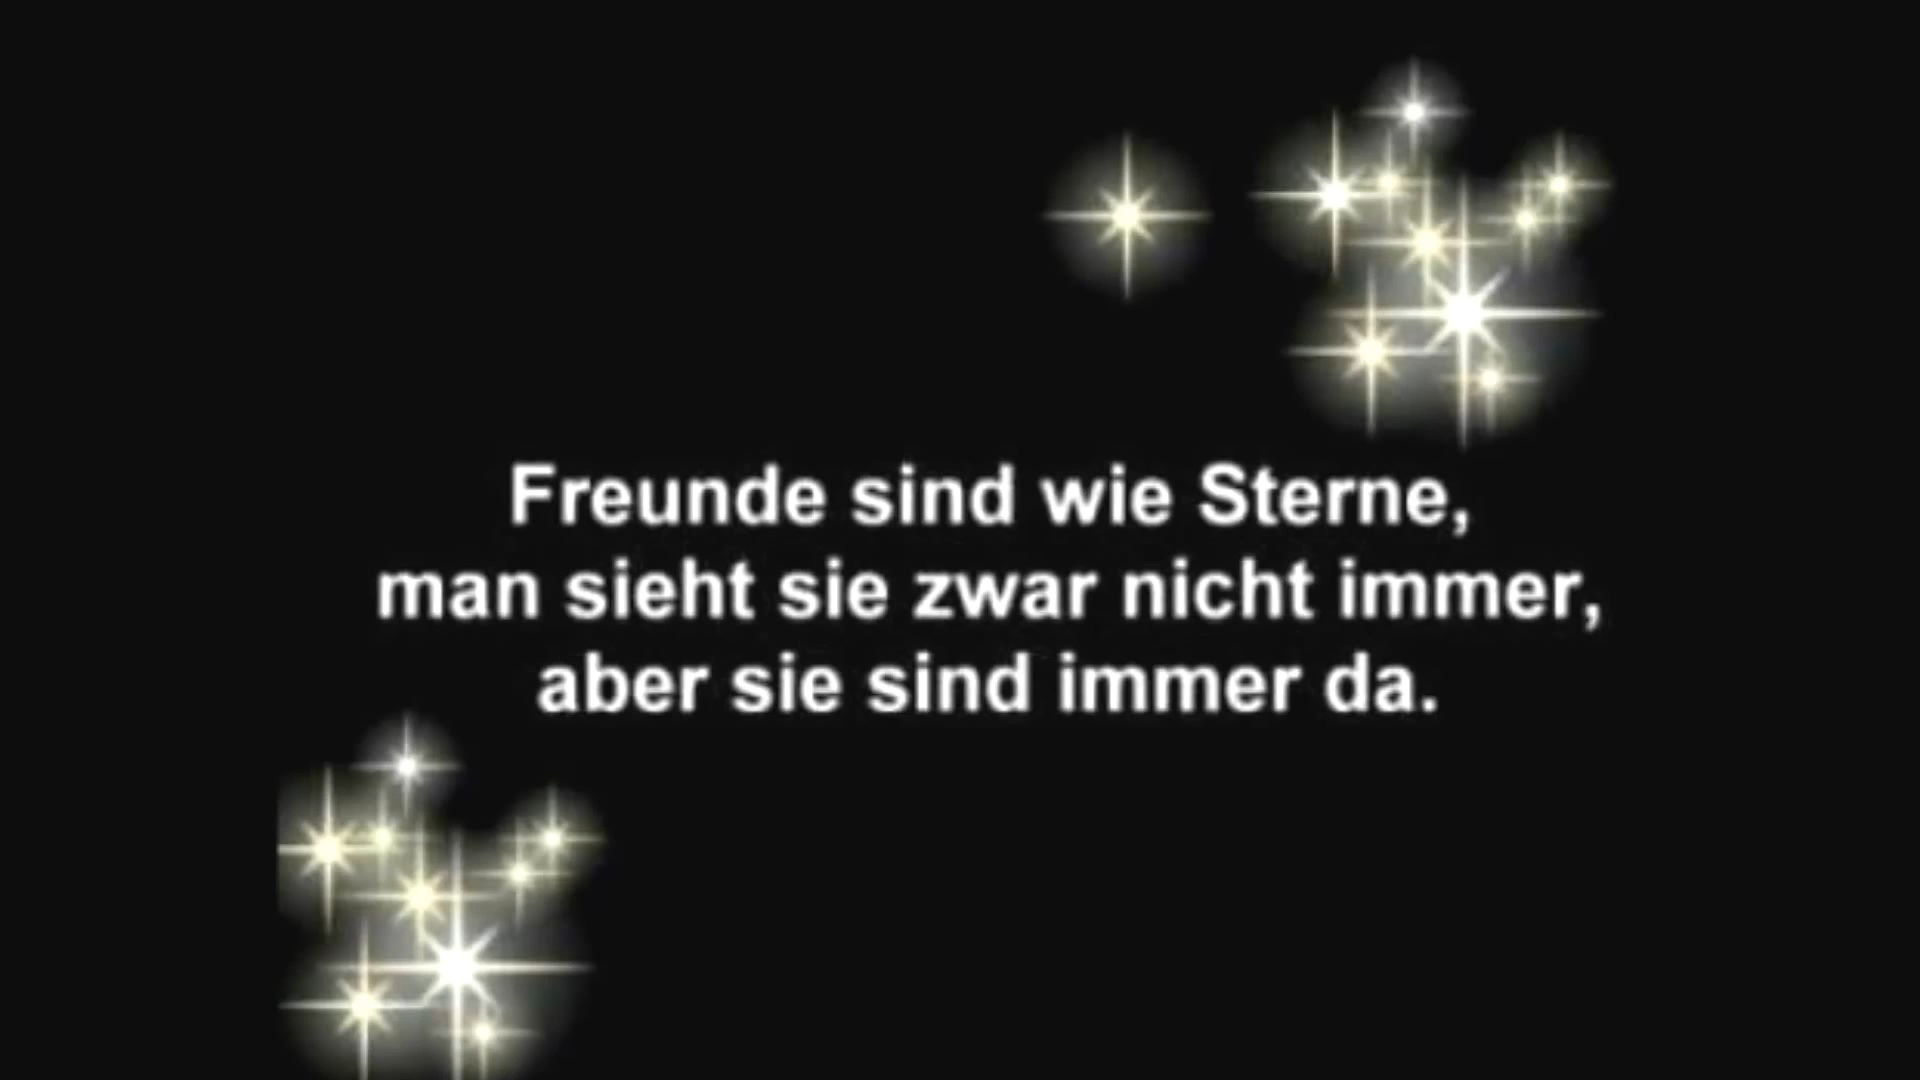 Freunde sind wie Sterne,
man sieht sie zwar nicht immer,
aber sie sind immer da.